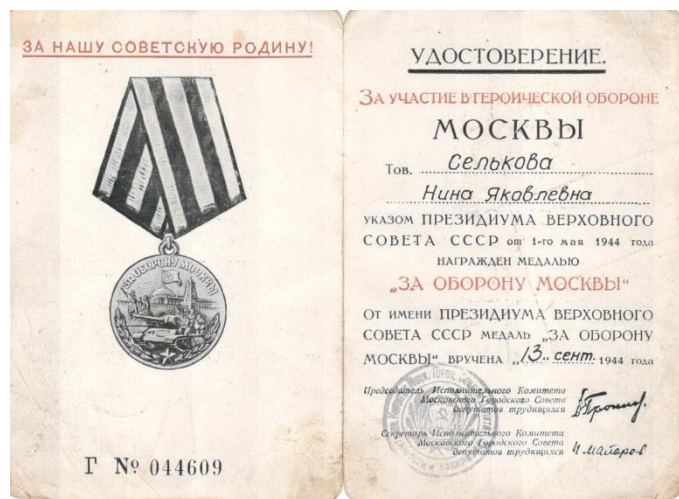 ЗА НАШУ СОВЕТСКУЮ РОДИНУ!
ЗА ОБОРОНУ МОСКВЫ
Г № 044609
УДОСТОВЕРЕНИЕ.
ЗА УЧАСТИЕ В ГЕРОИЧЕСКОЙ ОБОРОНЕ
МОСКВЫ
Тов. Селькова
Нина Яковлевна
УКАЗОМ ПРЕЗИДИУМА ВЕРХОВНОГО
СОВЕТА СССР от 1-го мая 1944 года
НАГРАЖДЕН МЕДАЛЬЮ
„ЗА ОБОРОНУ МОСКВЫ“
ОТ ИМЕНИ ПРЕЗИДИУМА ВЕРХОВНОГО
СОВЕТА СССР МЕДАЛЬ „ЗА ОБОРОНУ
МОСКВЫ“ ВРУЧЕНА „13„ сент. 1944 года
Председатель Исполнительного Комитета
Московского Городского Совета
депутатов трудящихся
Секретарь Исполнительного Комитета
Московского Городского Совета
депутатов трудящихся